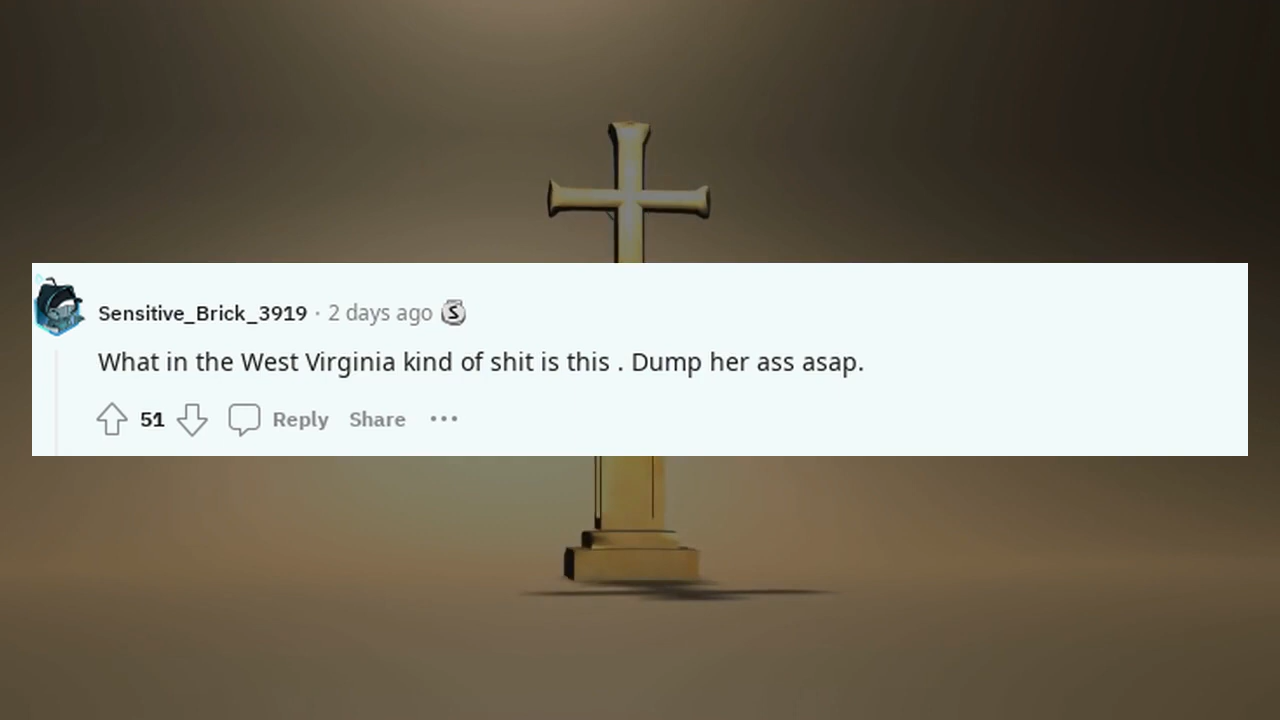 Sensitive_Brick_3919 · 2 days ago S
What in the West Virginia kind of shit is this . Dump her ass asap.
51 Reply Share ...